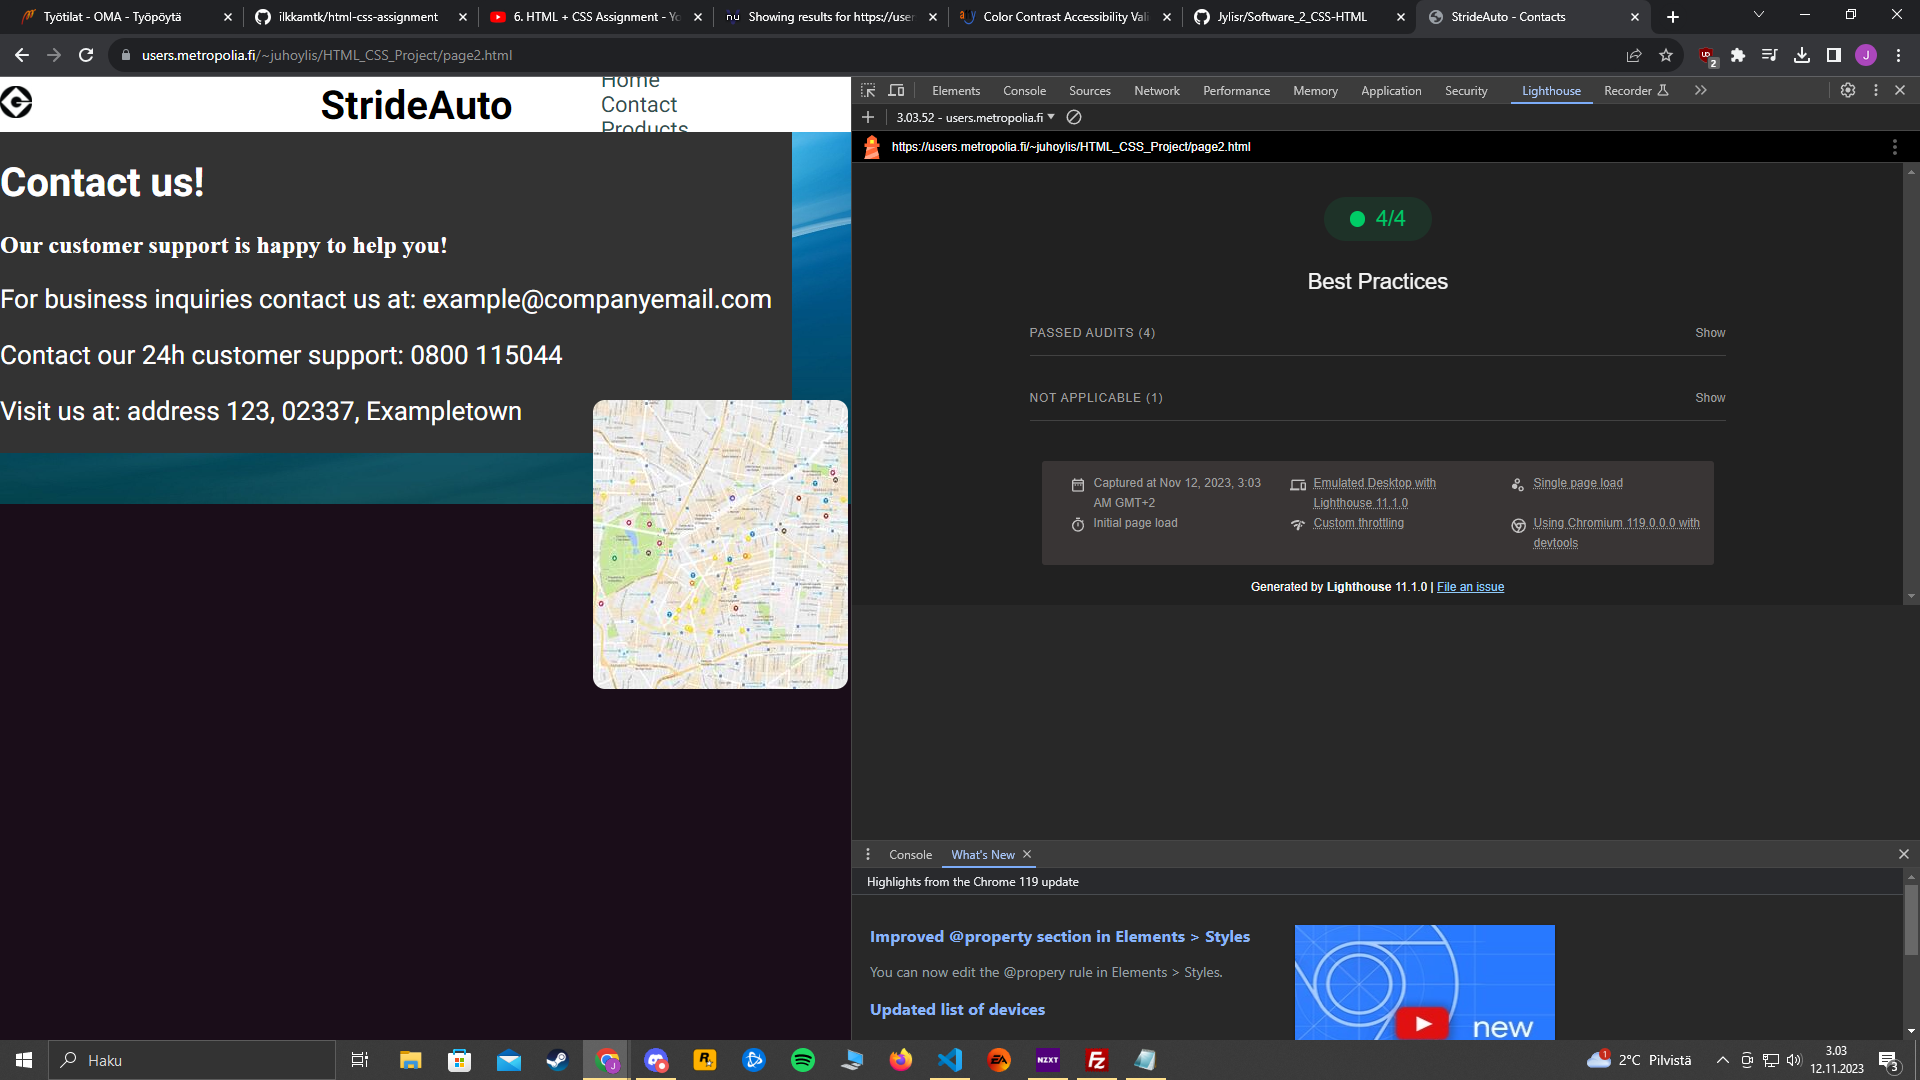 Työtilat - OMA - Työpöytä
ilkkamtk/html-css-assignment
6. HTML + CSS Assignment - Yo
Showing results for https://user
Color Contrast Accessibility Vali
Jylisr/Software_2_CSS-HTML
StrideAuto - Contacts
users.metropolia.fi/~juhoylis/HTML_CSS_Project/page2.html
2
J
StrideAuto
Home
Contact
Products
Contact us!
Our customer support is happy to help you!
For business inquiries contact us at: example@companyemail.com
Contact our 24h customer support: 0800 115044
Visit us at: address 123, 02337, Exampletown
Elements Console Sources Network Performance Memory Application Security Lighthouse Recorder
3.03.52 - users.metropolia.fi
https://users.metropolia.fi/~juhoylis/HTML_CSS_Project/page2.html
4/4
Best Practices
PASSED AUDITS (4) Show
NOT APPLICABLE (1) Show
Captured at Nov 12, 2023, 3:03
AM GMT+2
Emulated Desktop with
Lighthouse 11.1.0
Single page load
Initial page load
Custom throttling
Using Chromium 119.0.0.0 with
devtools
Generated by Lighthouse 11.1.0 | File an issue
Console What's New
Highlights from the Chrome 119 update
Improved @property section in Elements > Styles
You can now edit the @propery rule in Elements > Styles.
Updated list of devices
new
Haku
NZXT
EA
FZ
1
2°C Pilvistä
3.03
12.11.2023
3